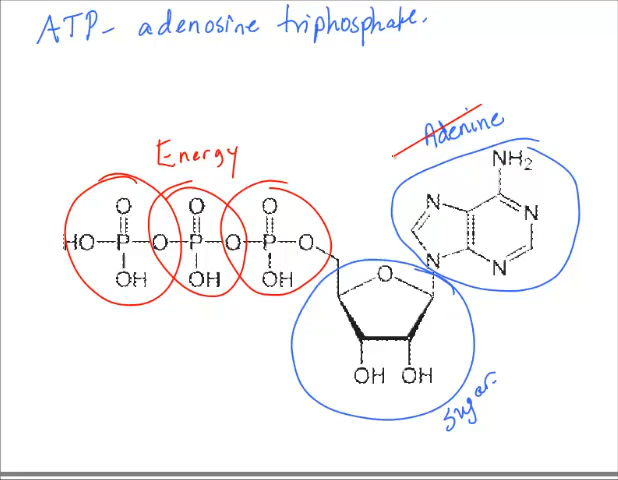 ATP- adenosine triphosphate.
Adenine
Energy
NH₂
O O O N N
HO P O P O P O N N
OH OH OH O
OH OH
sugar